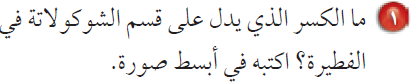 ١ ما الكسر الذي يدل على قسم الشوكولاتة في
الفطيرة؟ اكتبه في أبسط صورة.